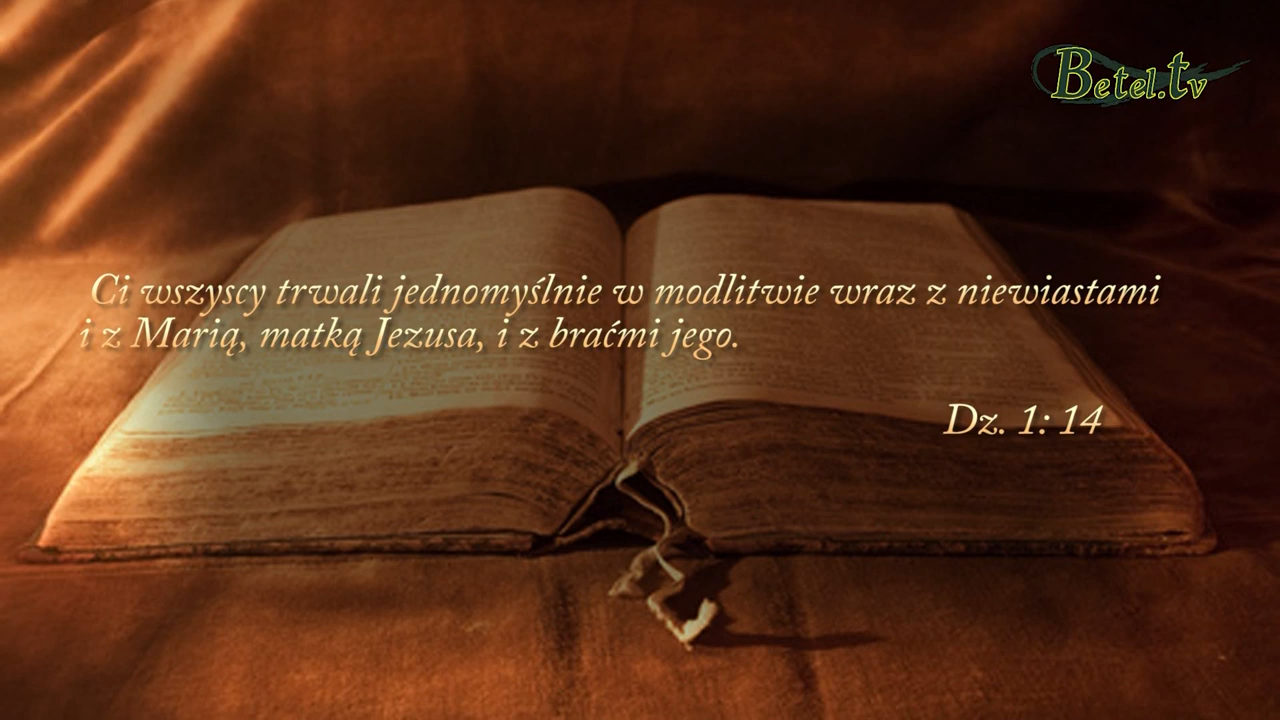 Betel.tv
Ci wszyscy trwali jednomyślnie w modlitwie wraz z niewiastami
i z Marią, matką Jezusa, i z braćmi jego.
Dz. 1: 14